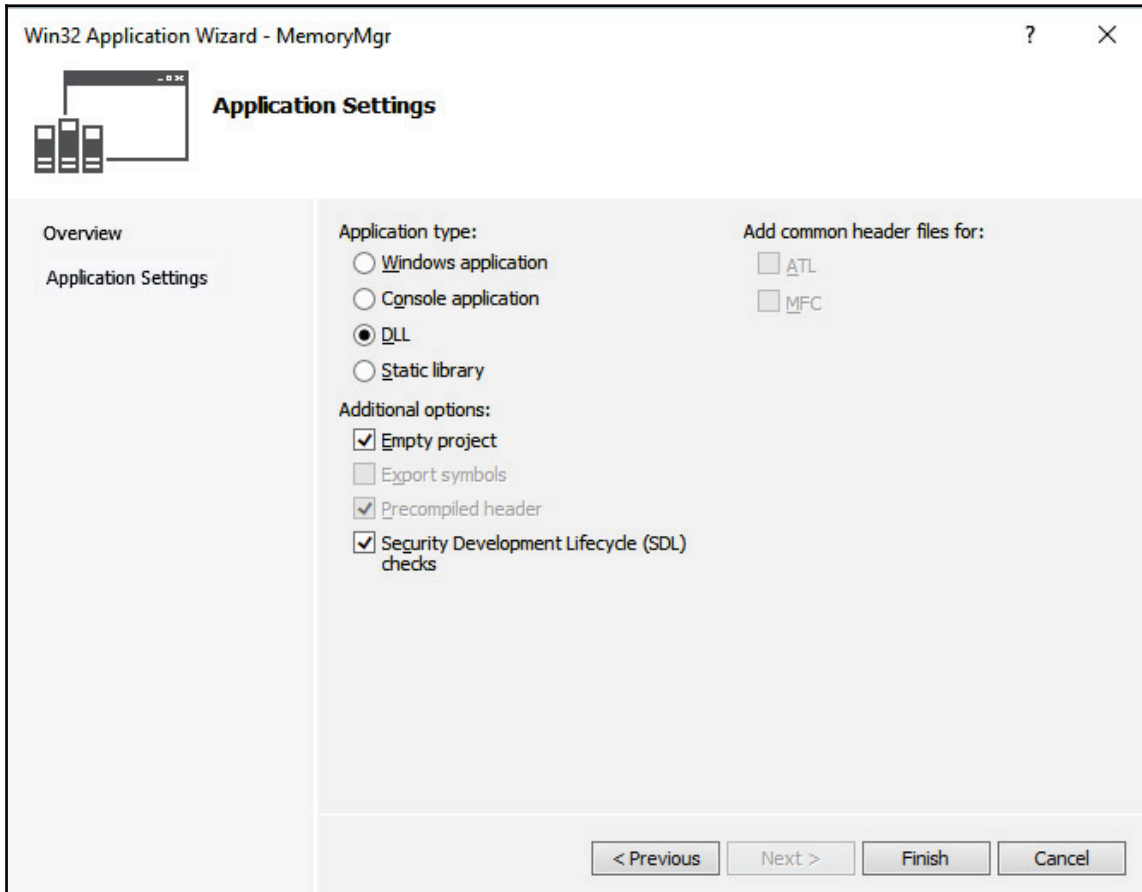 Win32 Application Wizard - MemoryMgr
Application Settings
Overview
Application Settings
Application type:
Windows application
Console application
DLL
Static library
Additional options:
Empty project
Export symbols
Precompiled header
Security Development Lifecycle (SDL)
checks
Add common header files for:
ATL
MFC
< Previous
Next >
Finish
Cancel